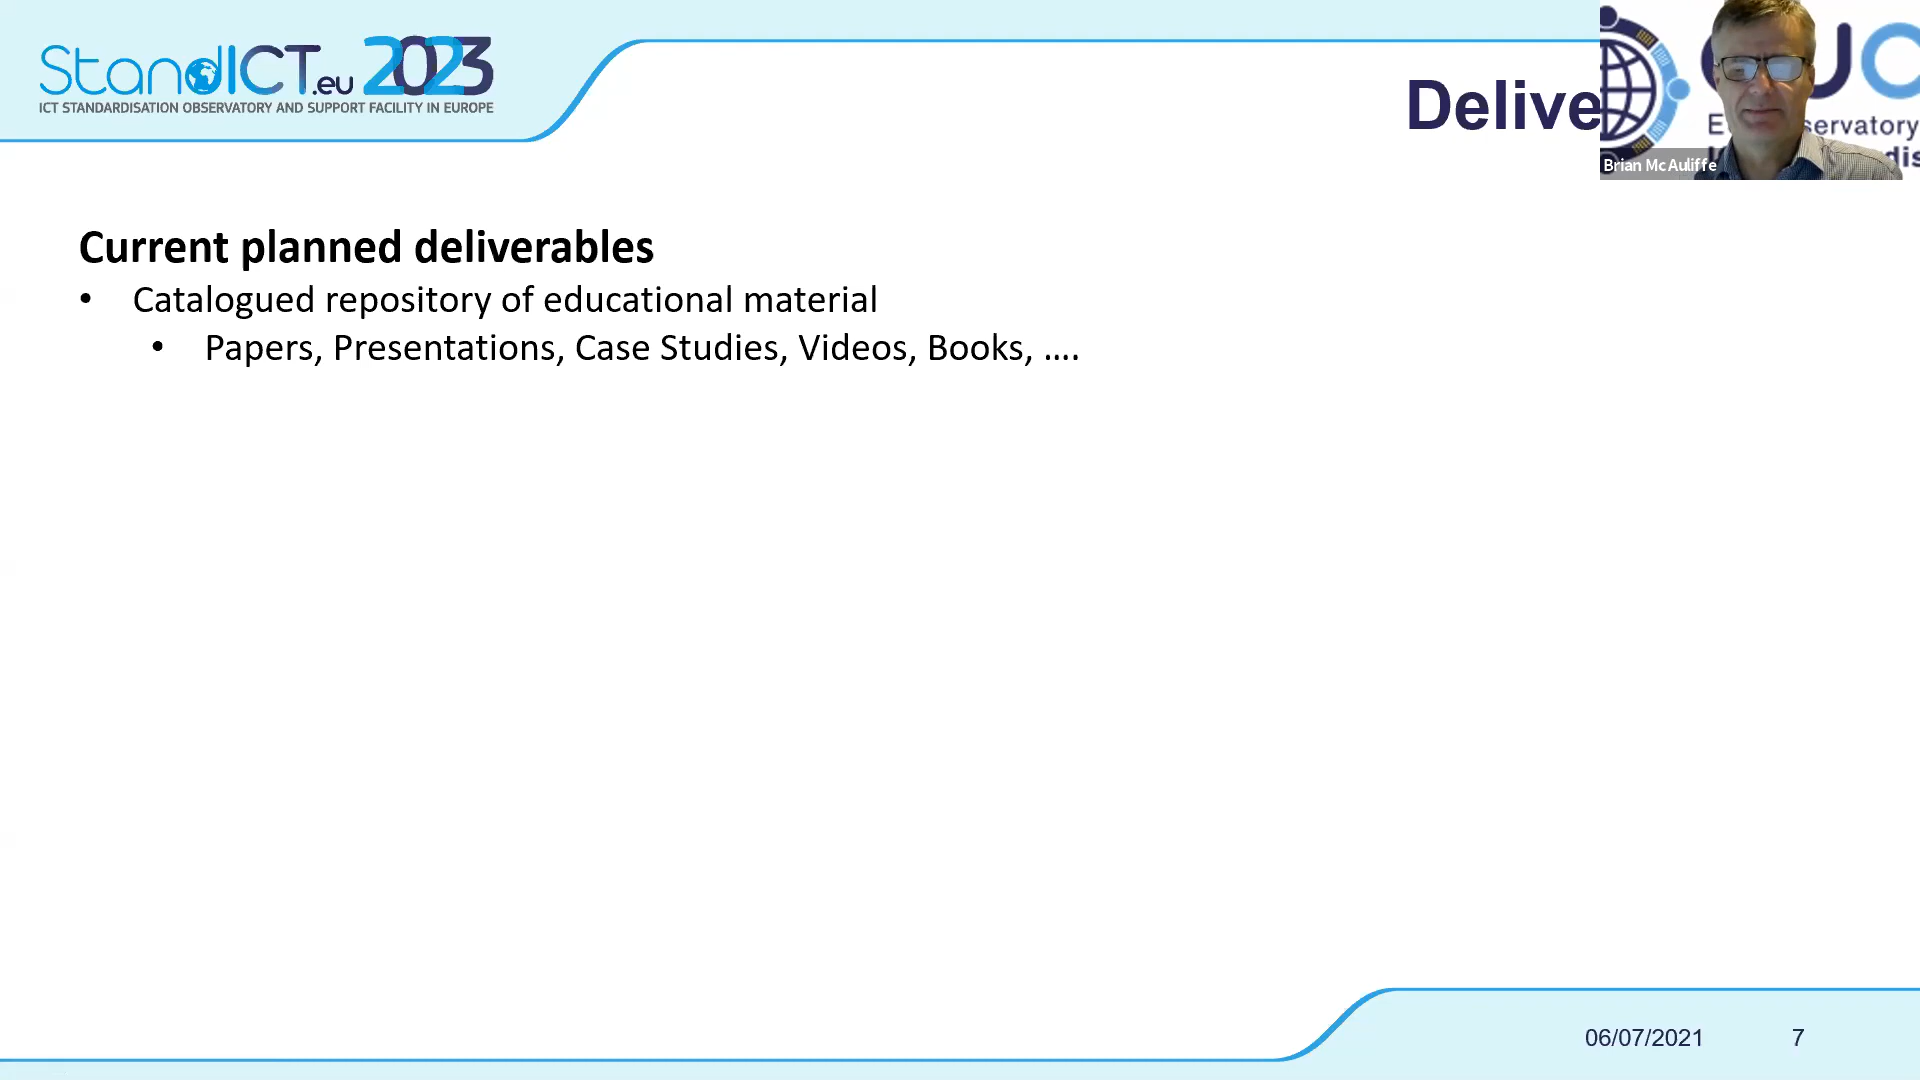 StandICT.eu 2023
ICT STANDARDISATION OBSERVATORY AND SUPPORT FACILITY IN EUROPE
Delive
servatory
Brian McAuliffe
Current planned deliverables
• Catalogued repository of educational material
• Papers, Presentations, Case Studies, Videos, Books, ....
06/07/2021
7